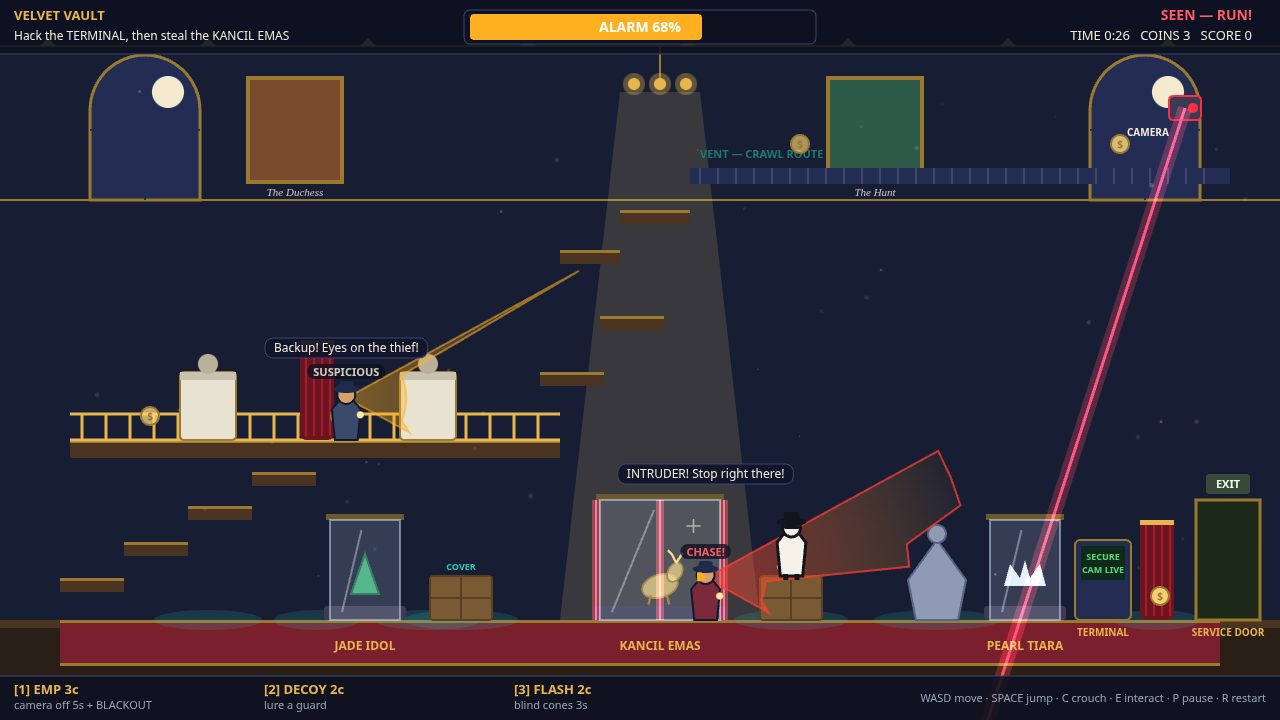 VELVET VAULT
Hack the TERMINAL, then steal the KANCIL EMAS
ALARM 68%
SEEN — RUN!
TIME 0:26 COINS 3 SCORE 0
CAMERA
$
$
VENT — CRAWL ROUTE
The Duchess
The Hunt
Backup! Eyes on the thief!
SUSPICIOUS
$
INTRUDER! Stop right there!
EXIT
CHASE!
COVER
SECURE
CAM LIVE
$
TERMINAL
SERVICE DOOR
JADE IDOL
KANCIL EMAS
PEARL TIARA
[1] EMP 3c
camera off 5s + BLACKOUT
[2] DECOY 2c
lure a guard
[3] FLASH 2c
blind cones 3s
WASD move · SPACE jump · C crouch · E interact · P pause · R restart